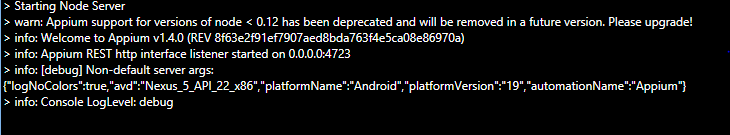 > Starting Node Server
> warn: Appium support for versions of node < 0.12 has been deprecated and will be removed in a future version. Please upgrade!
> info: Welcome to Appium v1.4.0 (REV 8f63e2f91ef7907aed8bda763f4e5ca08e86970a)
> info: Appium REST http interface listener started on 0.0.0.0:4723
> info: [debug] Non-default server args:
{"logNoColors":true,"avd":"Nexus_5_API_22_x86","platformName":"Android","platformVersion":"19","automationName":"Appium"}
> info: Console LogLevel: debug